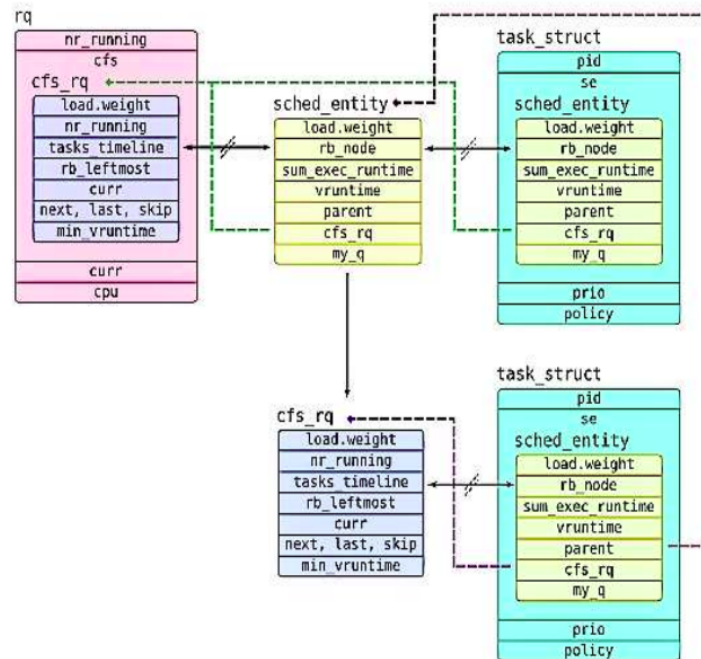 rq
nr_running
cfs
cfs_rq
load.weight
nr_running
tasks_timeline
rb_leftmost
curr
next, last, skip
min_vruntime
curr
cpu
sched_entity
load.weight
rb_node
sum_exec_runtime
vruntime
parent
cfs_rq
my_q
task_struct
pid
se
sched_entity
load.weight
rb_node
sum_exec_runtime
vruntime
parent
cfs_rq
my_q
prio
policy
cfs_rq
load.weight
nr_running
tasks_timeline
rb_leftmost
curr
next, last, skip
min_vruntime
task_struct
pid
se
sched_entity
load.weight
rb_node
sum_exec_runtime
vruntime
parent
cfs_rq
my_q
prio
policy